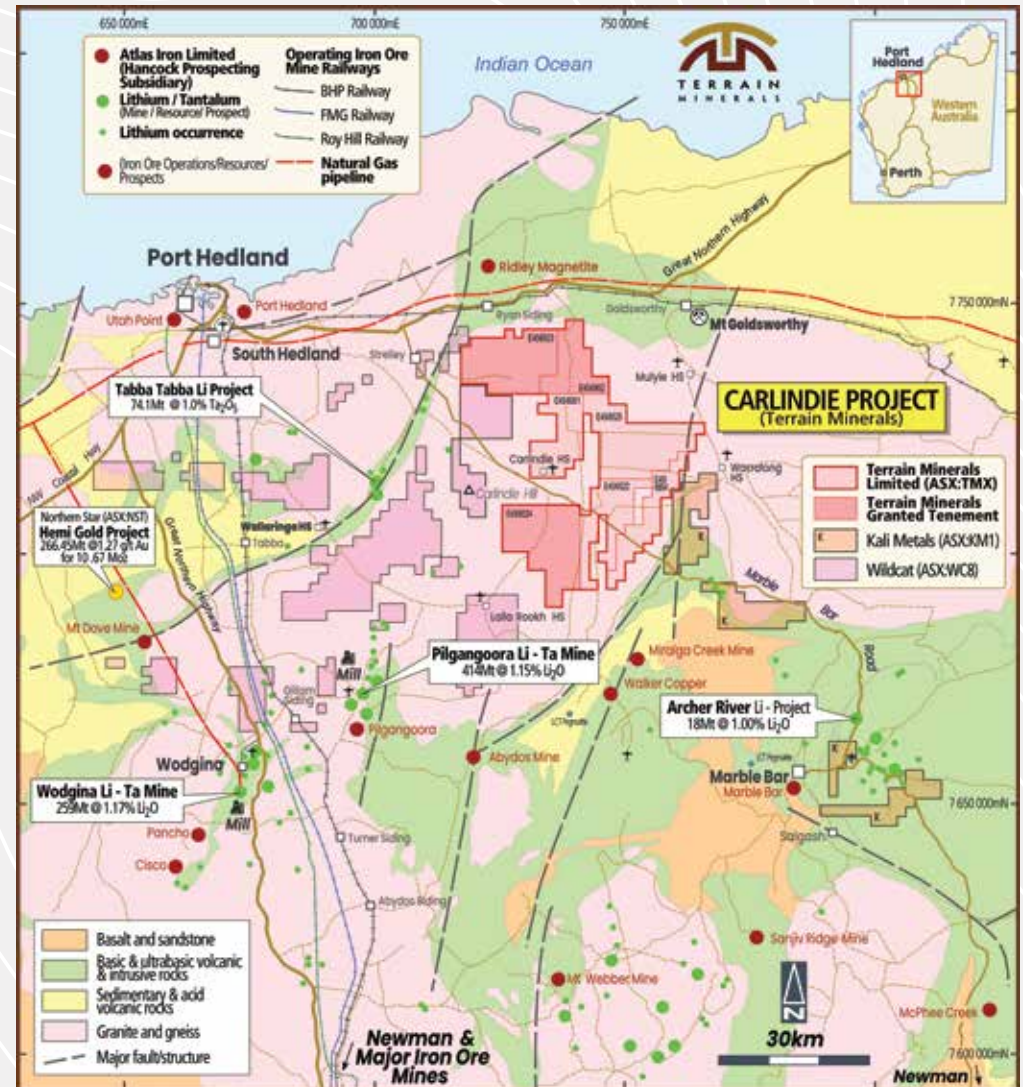 650 000mE
700 000mE
750 000mE
Atlas Iron Limited
(Hancock Prospecting
Subsidiary)
Lithium / Tantalum
(Mine / Resource/ Prospect)
Lithium occurrence
(Iron Ore Operations/Resources/
Prospects
Operating Iron Ore
Mine Railways
BHP Railway
FMG Railway
Roy Hill Railway
Natural Gas
pipeline
Indian Ocean
TERRAIN
MINERALS
Port
Hedland
Western
Australia
Perth
Port Hedland
Ridley Magnetite
Great Northern Highway
Port Hedland
Utah Point
Ryan Siding
Goldsworthy
7 750 000mN
Mt Goldsworthy
South Hedland
Strelley
Mulyie HS
Tabba Tabba Li Project
74.1Mt @ 1.0% Ta₂O₅
CARLINDIE PROJECT
(Terrain Minerals)
Carlindie HS
Carlindie Hill
NW Coastal Hwy
Terrain Minerals
Limited (ASX:TMX)
Terrain Minerals
Granted Tenement
K
Kali Metals (ASX:KM1)
Wildcat (ASX:WC8)
Northern Star (ASX:NST)
Hemi Gold Project
266.45Mt @1.27 g/t Au
for 10 .67 Moz
Wallareenya HS
Tabba
Great Northern Highway
K
Marble Bar Road
K
Lalla Rookh HS
Mt Dove Mine
Pilgangoora Li - Ta Mine
414Mt @ 1.15% Li₂O
Mill
Miralga Creek Mine
Walker Copper
Gillam
Siding
Archer River Li - Project
18Mt @ 1.00% Li₂O
Pilgangoora
Abydos Mine
Wodgina
Marble Bar
Marble Bar
K
K
Wodgina Li - Ta Mine
259Mt @ 1.17% Li₂O
Mill
7 650 000mN
Pancho
Turner Siding
Salgash
Cisco
Abydos Siding
Basalt and sandstone
Basic & ultrabasic volcanic
& intrusive rocks
Sedimentary & acid
volcanic rocks
Granite and gneiss
Major fault/structure
Sanjiv Ridge Mine
Mt Webber Mine
McPhee Creek
N
30km
Newman &
Major Iron Ore
Mines
7 600 000mN
Newman